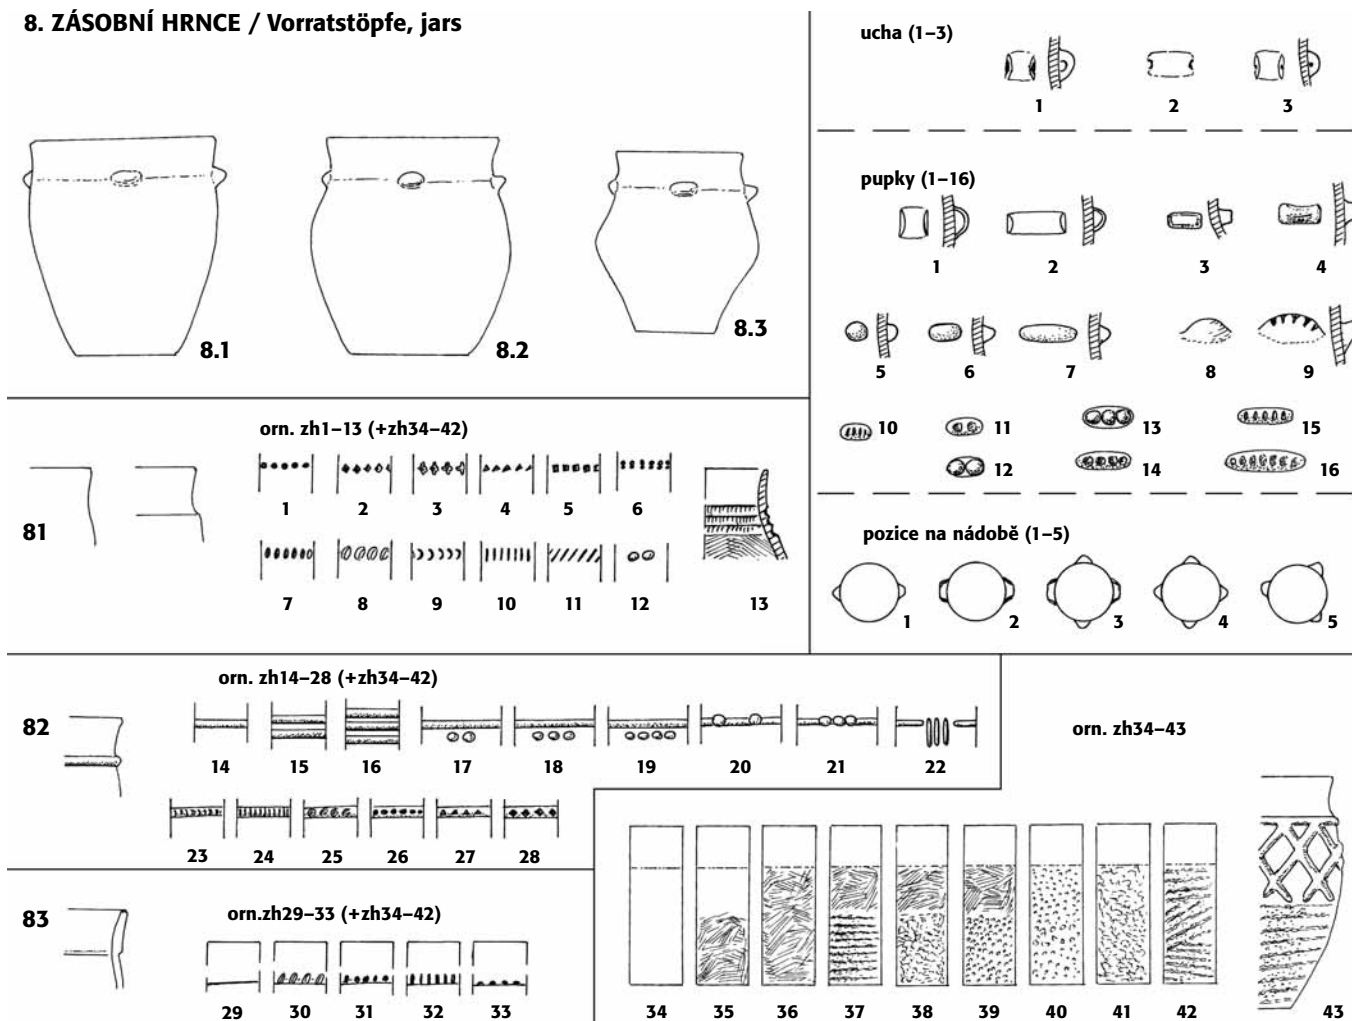 8. ZÁSOBNÍ HRNCE / Vorratstöpfe, jars
8.1
8.2
8.3
ucha (1–3)
1 2 3
pupky (1–16)
1 2 3 4
5 6 7 8 9
10 11 13 15
12 14 16
pozice na nádobě (1–5)
1 2 3 4 5
81
orn. zh1–13 (+zh34–42)
1 2 3 4 5 6
7 8 9 10 11 12 13
82
orn. zh14–28 (+zh34–42)
14 15 16 17 18 19 20 21 22
23 24 25 26 27 28
83
orn.zh29–33 (+zh34–42)
29 30 31 32 33
orn. zh34–43
34 35 36 37 38 39 40 41 42 43